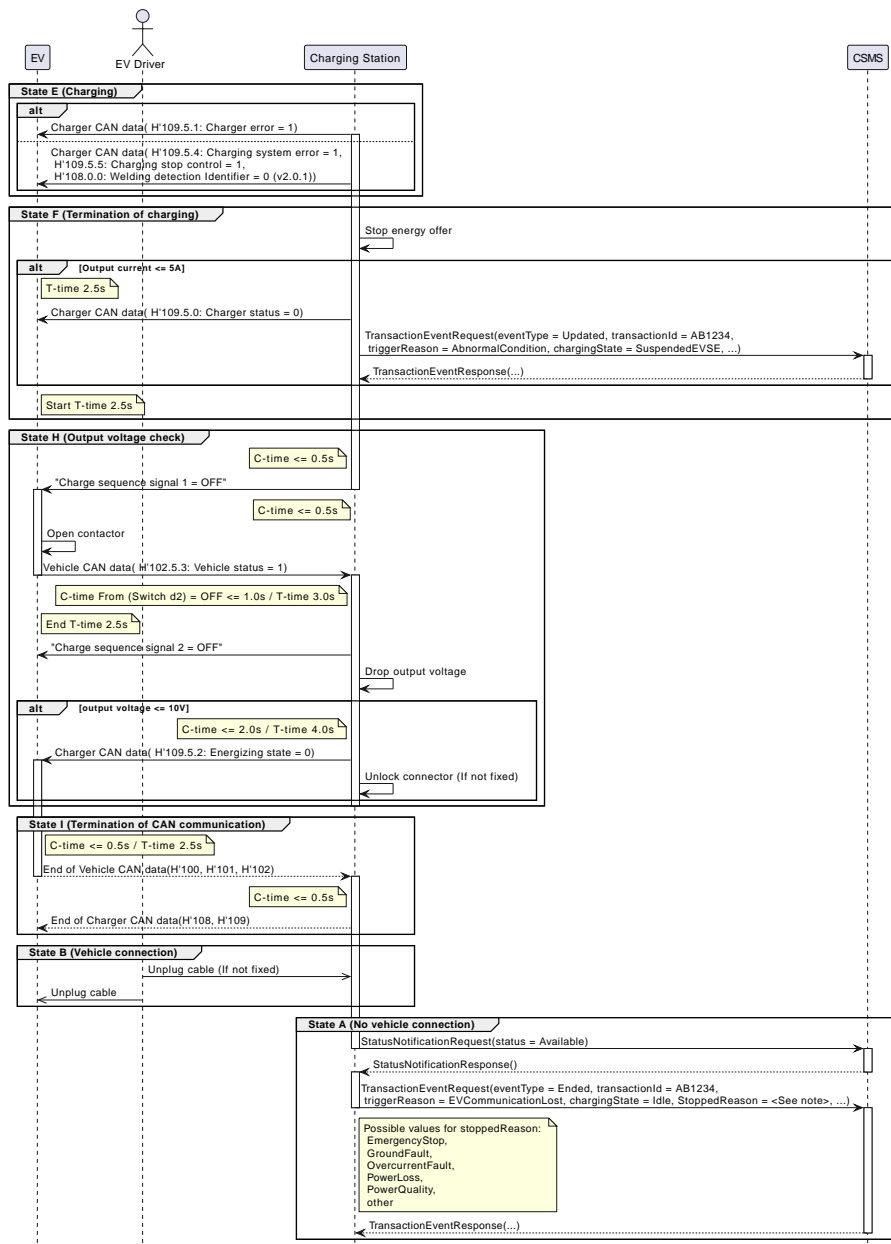 EV
EV Driver
Charging Station
CSMS
State E (Charging)
alt
Charger CAN data( H'109.5.1: Charger error = 1)
Charger CAN data( H'109.5.4: Charging system error = 1,
H'109.5.5: Charging stop control = 1,
H'108.0.0: Welding detection Identifier = 0 (v2.0.1))
State F (Termination of charging)
Stop energy offer
alt
[Output current <= 5A]
T-time 2.5s
Charger CAN data( H'109.5.0: Charger status = 0)
TransactionEventRequest(eventType = Updated, transactionId = AB1234,
triggerReason = AbnormalCondition, chargingState = SuspendedEVSE, ...)
TransactionEventResponse(...)
Start T-time 2.5s
State H (Output voltage check)
C-time <= 0.5s
"Charge sequence signal 1 = OFF"
C-time <= 0.5s
Open contactor
Vehicle CAN data( H'102.5.3: Vehicle status = 1)
C-time From (Switch d2) = OFF <= 1.0s / T-time 3.0s
End T-time 2.5s
"Charge sequence signal 2 = OFF"
Drop output voltage
alt
[output voltage <= 10V]
C-time <= 2.0s / T-time 4.0s
Charger CAN data( H'109.5.2: Energizing state = 0)
Unlock connector (If not fixed)
State I (Termination of CAN communication)
C-time <= 0.5s / T-time 2.5s
End of Vehicle CAN data(H'100, H'101, H'102)
C-time <= 0.5s
End of Charger CAN data(H'108, H'109)
State B (Vehicle connection)
Unplug cable (If not fixed)
Unplug cable
State A (No vehicle connection)
StatusNotificationRequest(status = Available)
StatusNotificationResponse()
TransactionEventRequest(eventType = Ended, transactionId = AB1234,
triggerReason = EVCommunicationLost, chargingState = Idle, StoppedReason = <See note>, ...)
Possible values for stoppedReason:
EmergencyStop,
GroundFault,
OvercurrentFault,
PowerLoss,
PowerQuality,
other
TransactionEventResponse(...)